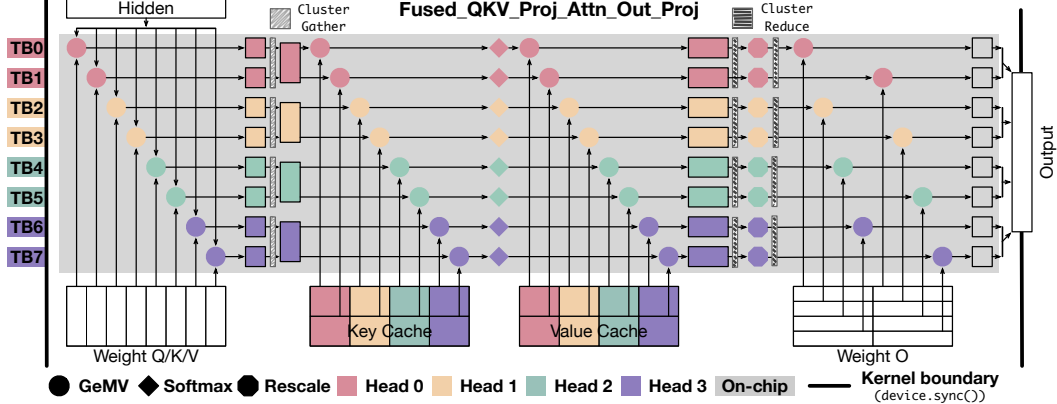 Hidden
Cluster
Gather
Fused_QKV_Proj_Attn_Out_Proj
Cluster
Reduce
TB0
TB1
TB2
TB3
TB4
TB5
TB6
TB7
Output
Weight Q/K/V
Key Cache
Value Cache
Weight O
GeMV
Softmax
Rescale
Head 0
Head 1
Head 2
Head 3
On-chip
Kernel boundary
(device.sync())